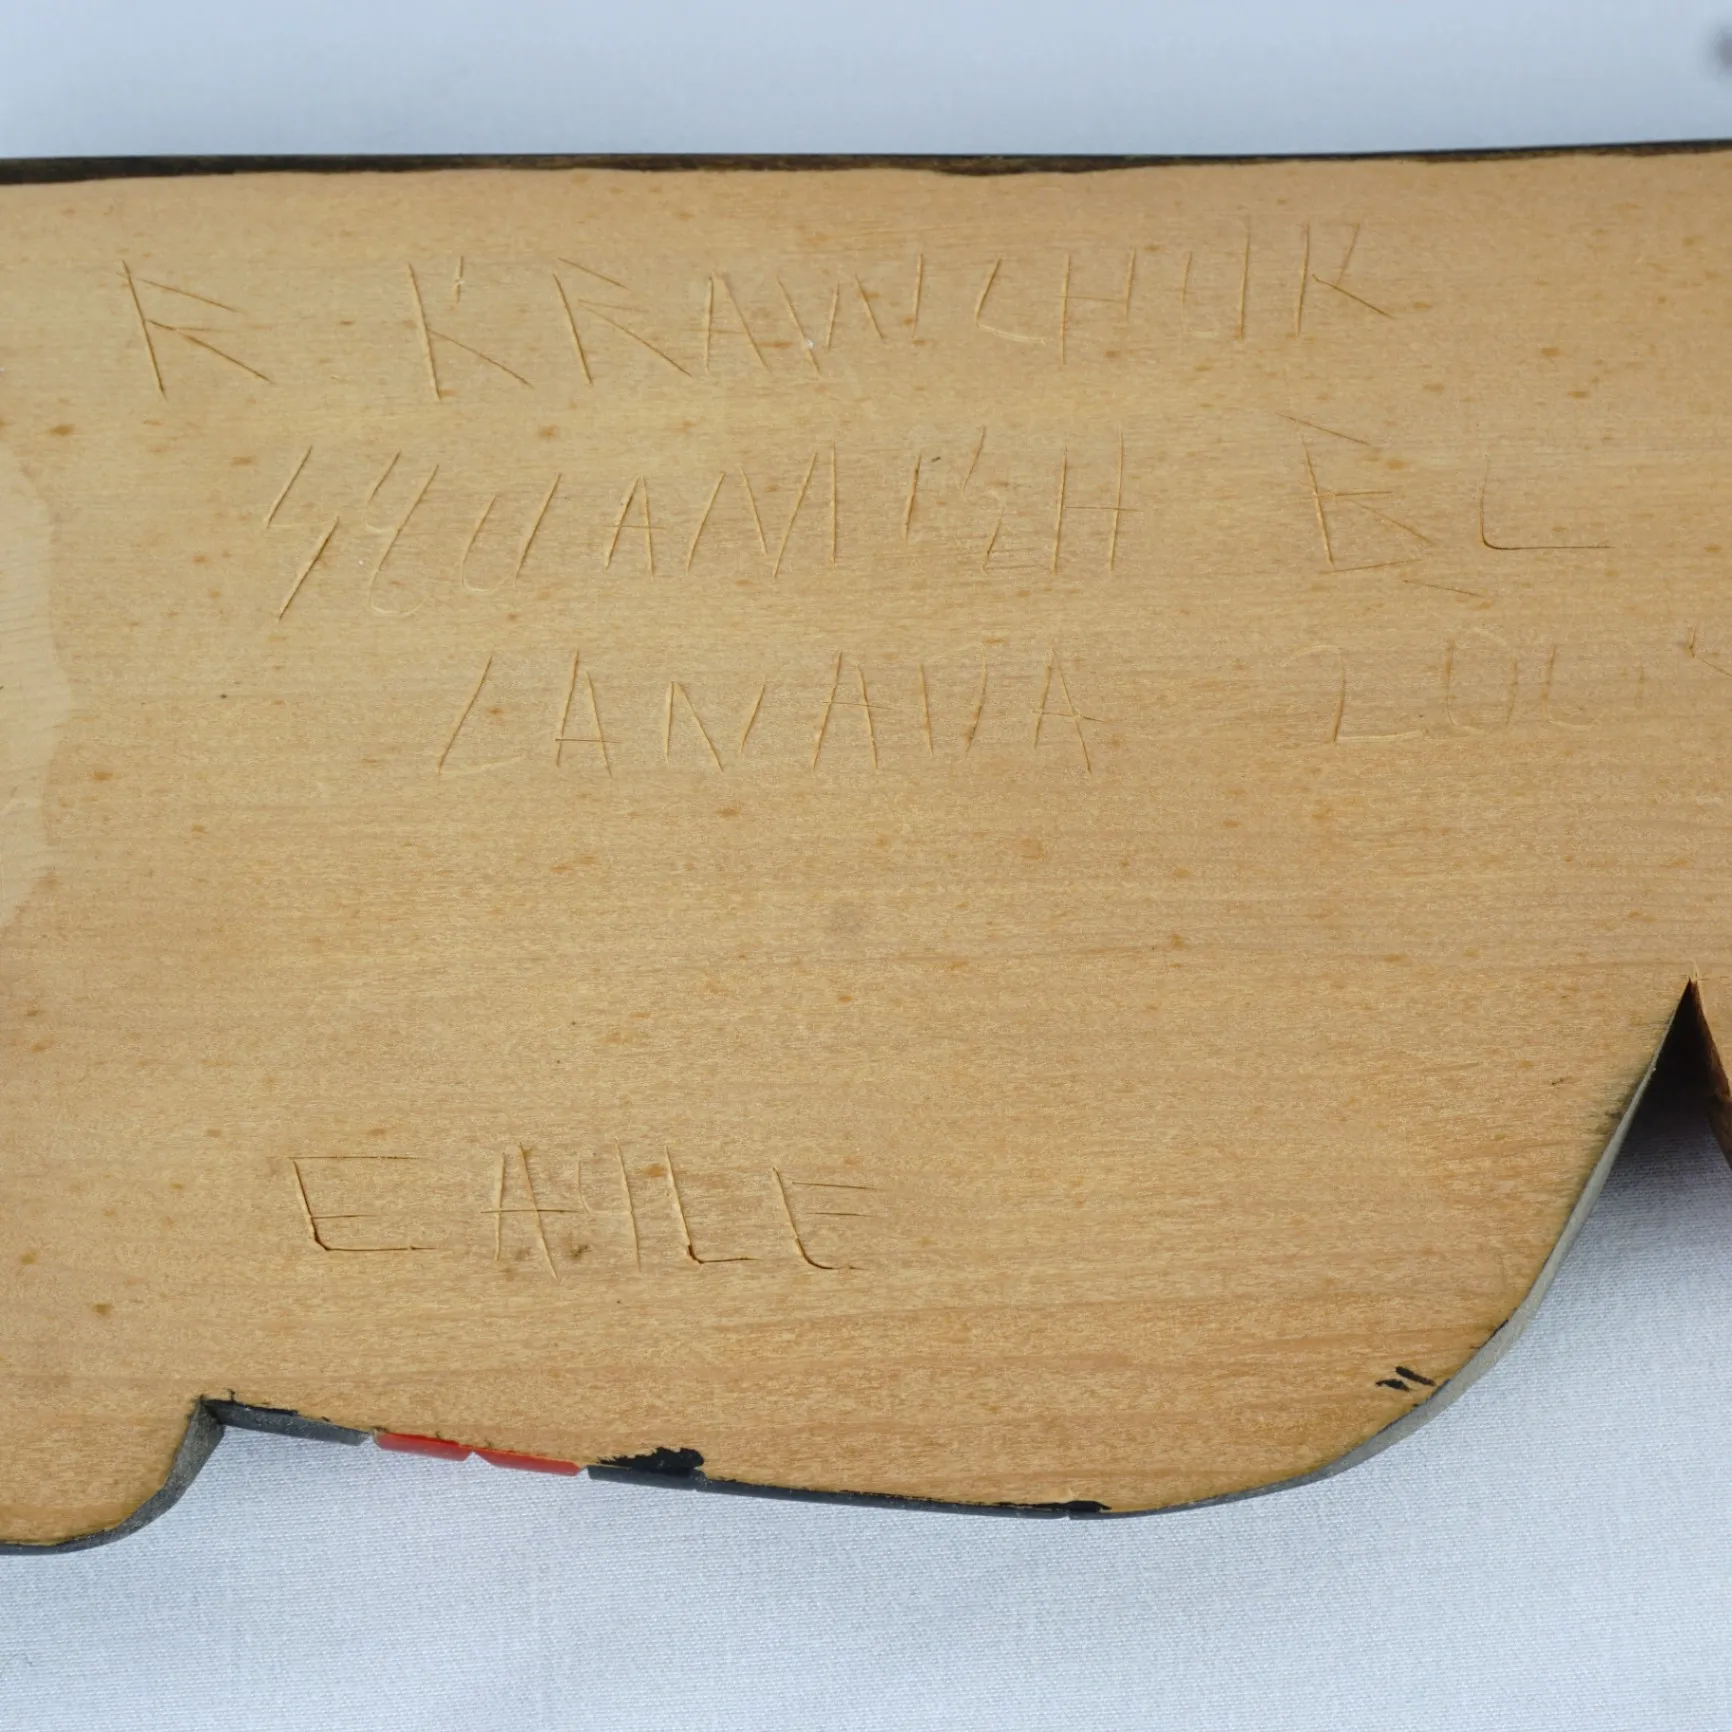 R KRAWCHUK
SQUAMISH BC
CANADA
EAGLE